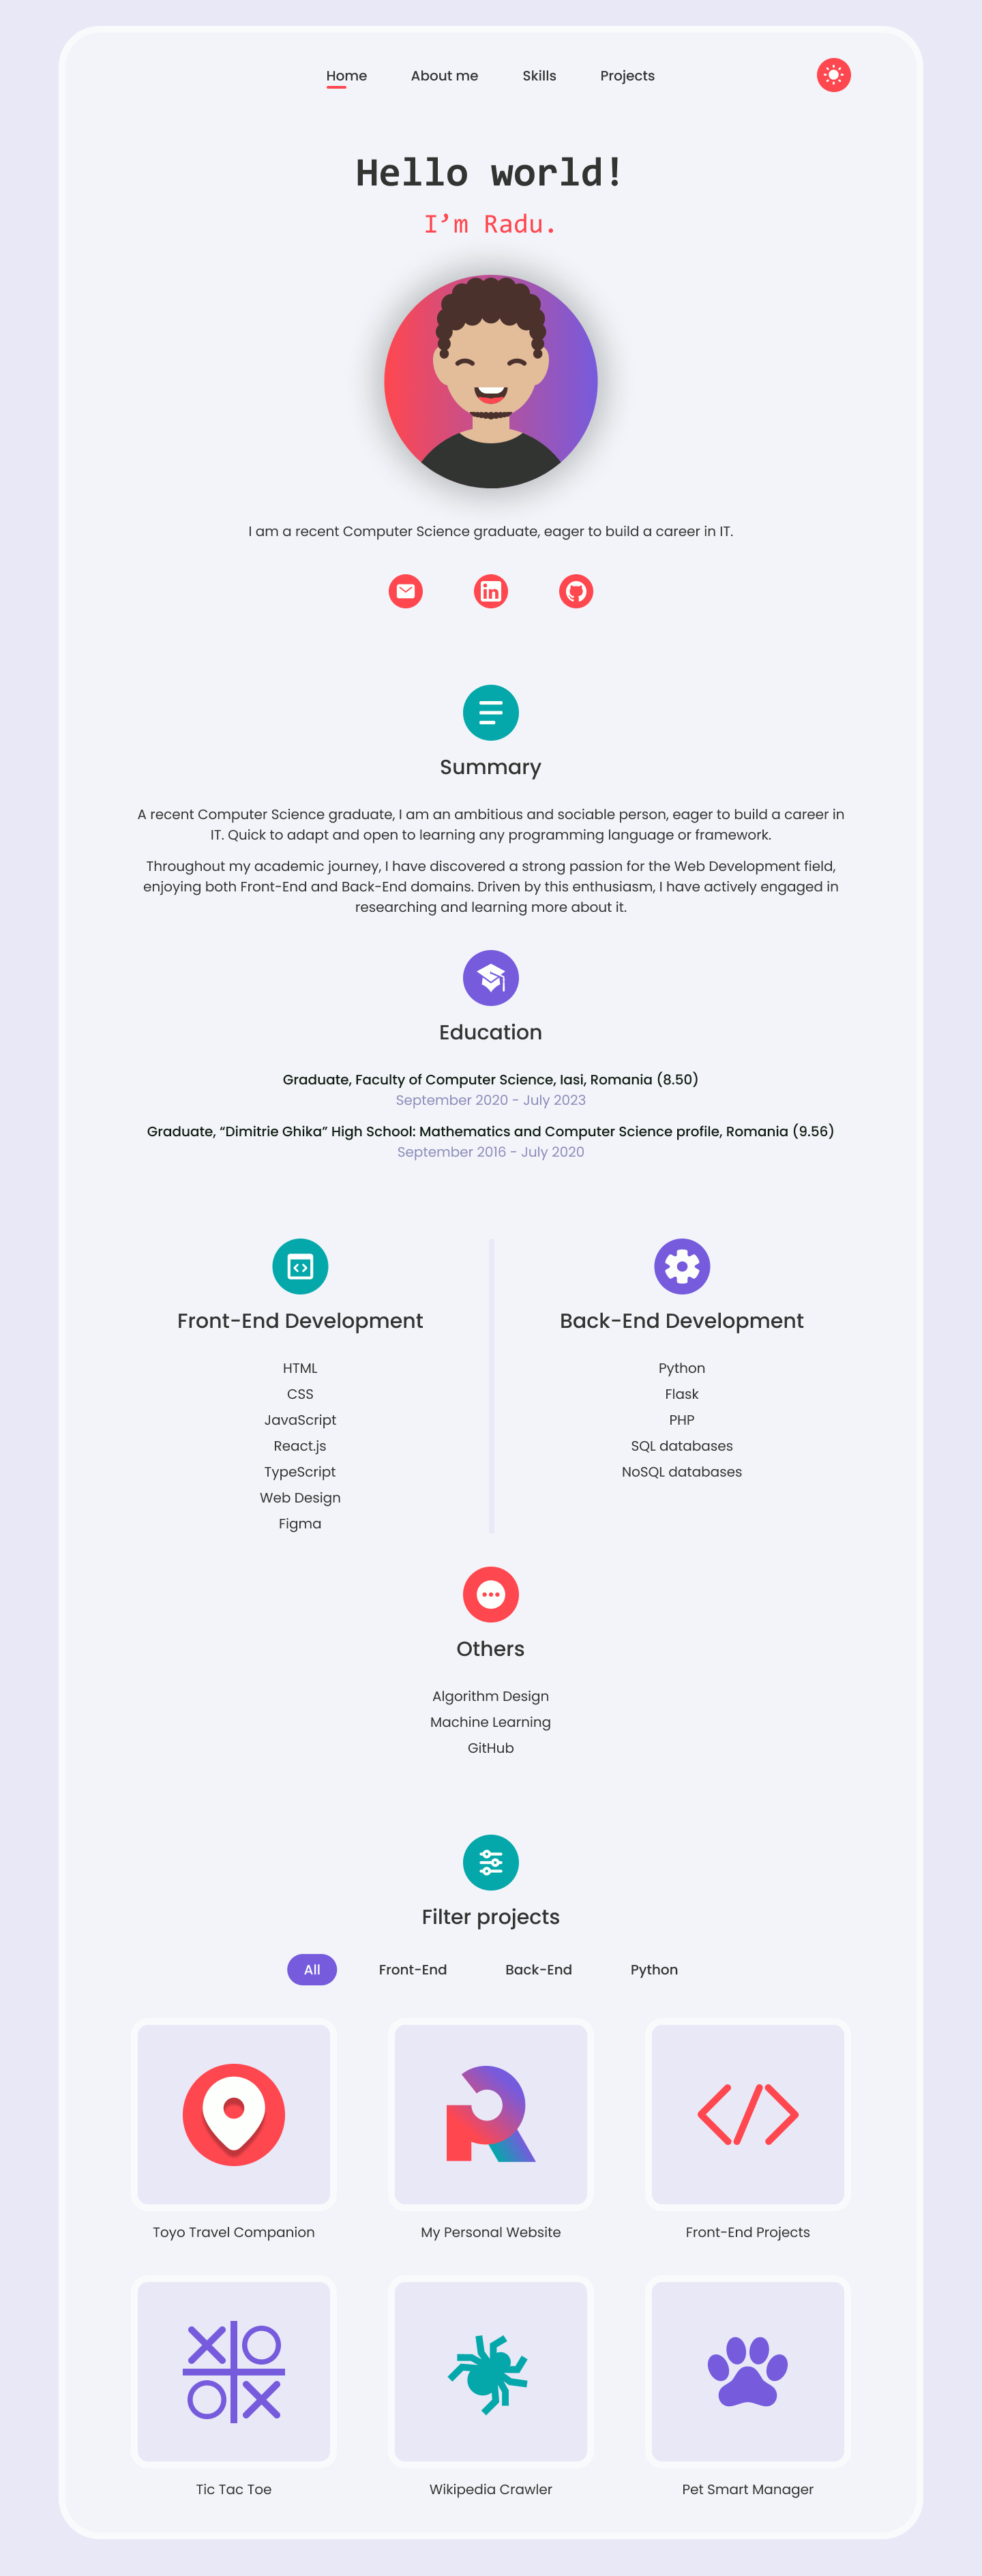 Home About me Skills Projects
Hello world!
I’m Radu.
I am a recent Computer Science graduate, eager to build a career in IT.
in
Summary
A recent Computer Science graduate, I am an ambitious and sociable person, eager to build a career in
IT. Quick to adapt and open to learning any programming language or framework.
Throughout my academic journey, I have discovered a strong passion for the Web Development field,
enjoying both Front-End and Back-End domains. Driven by this enthusiasm, I have actively engaged in
researching and learning more about it.
Education
Graduate, Faculty of Computer Science, Iasi, Romania (8.50)
September 2020 - July 2023
Graduate, “Dimitrie Ghika” High School: Mathematics and Computer Science profile, Romania (9.56)
September 2016 - July 2020
Front-End Development
HTML
CSS
JavaScript
React.js
TypeScript
Web Design
Figma
Back-End Development
Python
Flask
PHP
SQL databases
NoSQL databases
Others
Algorithm Design
Machine Learning
GitHub
Filter projects
All Front-End Back-End Python
R
</>
Toyo Travel Companion
My Personal Website
Front-End Projects
Tic Tac Toe
Wikipedia Crawler
Pet Smart Manager